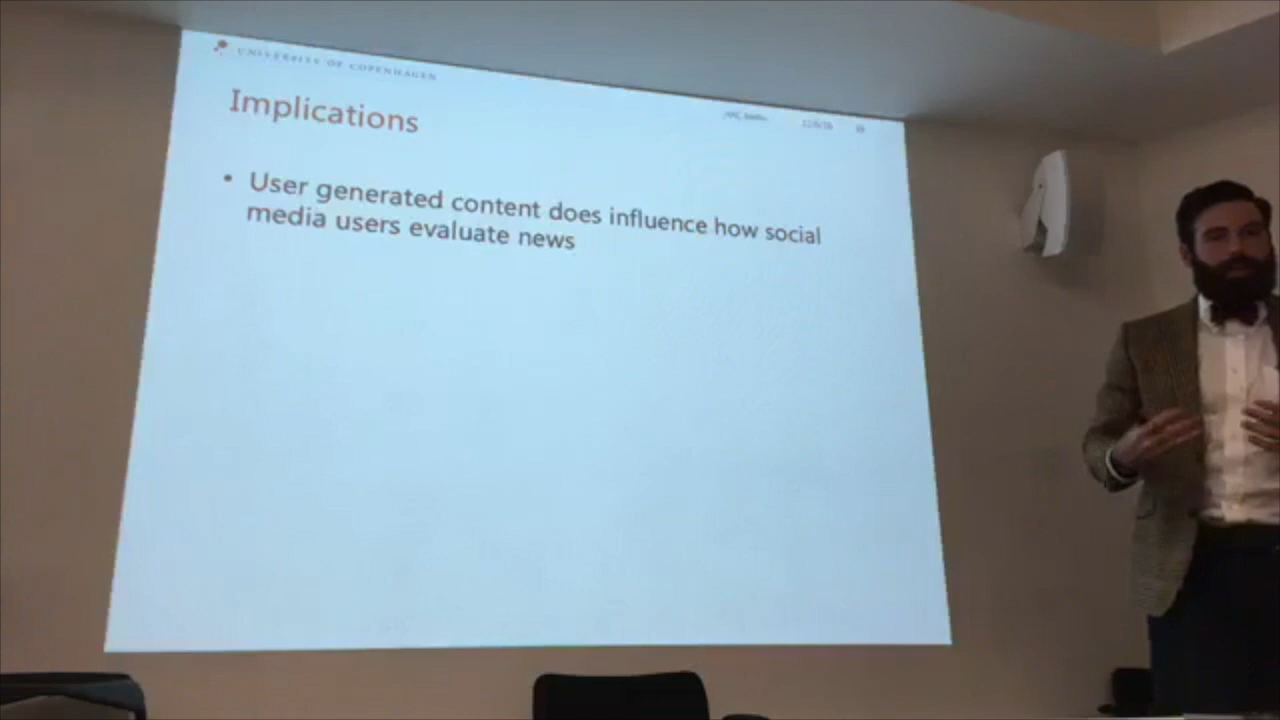 UNIVERSITY OF COPENHAGEN
Implications
• User generated content does influence how social
media users evaluate news